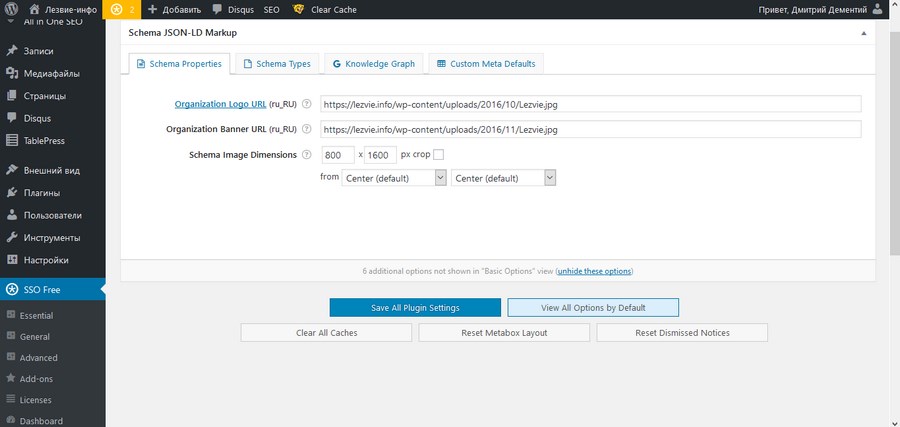 Лезвие-инфо 2 Добавить Disqus SEO Clear Cache Привет, Дмитрий Дементий
All in One SEO
Записи
Медиафайлы
Страницы
Disqus
TablePress
Внешний вид
Плагины
Пользователи
Инструменты
Настройки
SSO Free
Essential
General
Advanced
Add-ons
Licenses
Dashboard
Schema JSON-LD Markup
Schema Properties Schema Types Knowledge Graph Custom Meta Defaults
Organization Logo URL (ru_RU) https://lezvie.info/wp-content/uploads/2016/10/Lezvie.jpg
Organization Banner URL (ru_RU) https://lezvie.info/wp-content/uploads/2016/11/Lezvie.jpg
Schema Image Dimensions 800 x 1600 px crop
from Center (default) Center (default)
6 additional options not shown in "Basic Options" view (unhide these options)
Save All Plugin Settings View All Options by Default
Clear All Caches Reset Metabox Layout Reset Dismissed Notices